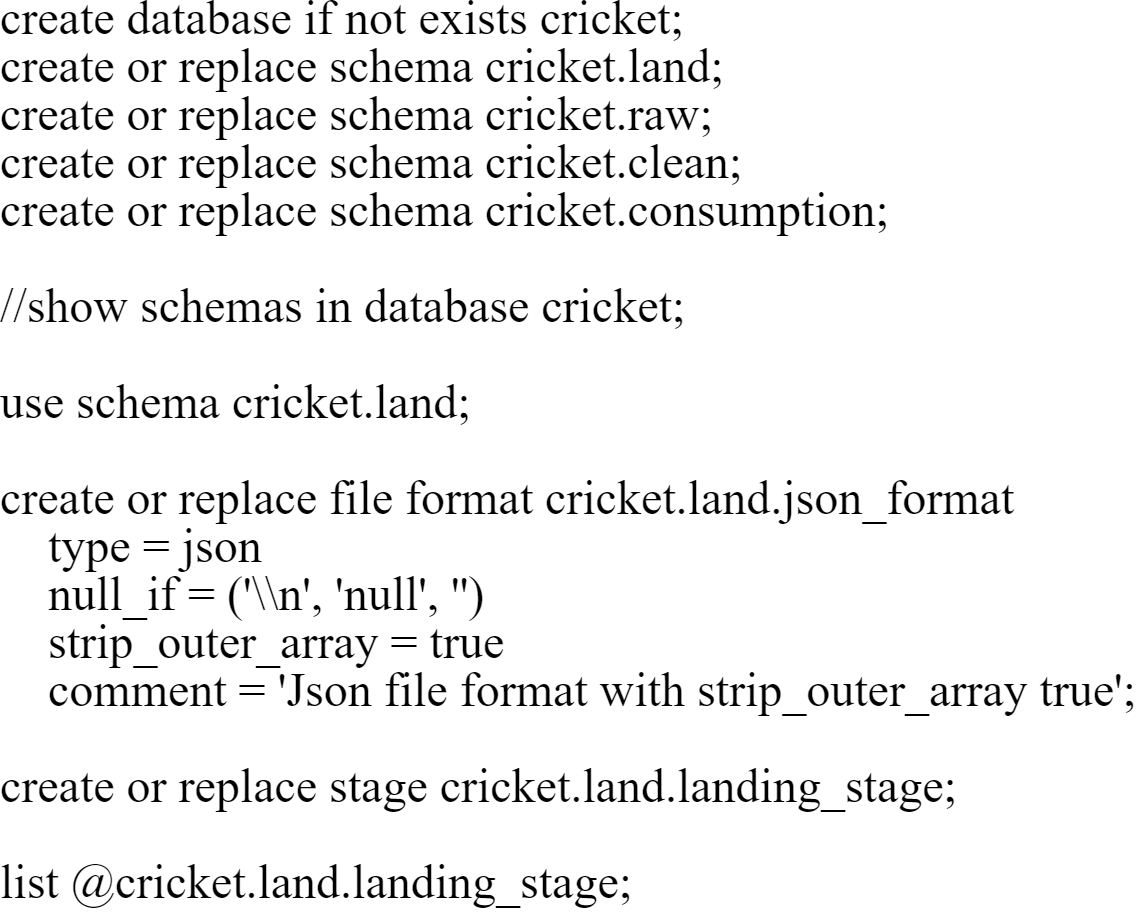 create database if not exists cricket;
create or replace schema cricket.land;
create or replace schema cricket.raw;
create or replace schema cricket.clean;
create or replace schema cricket.consumption;
//show schemas in database cricket;
use schema cricket.land;
create or replace file format cricket.land.json_format
type = json
null_if = ('\\n', 'null', '')
strip_outer_array = true
comment = 'Json file format with strip_outer_array true';
create or replace stage cricket.land.landing_stage;
list @cricket.land.landing_stage;